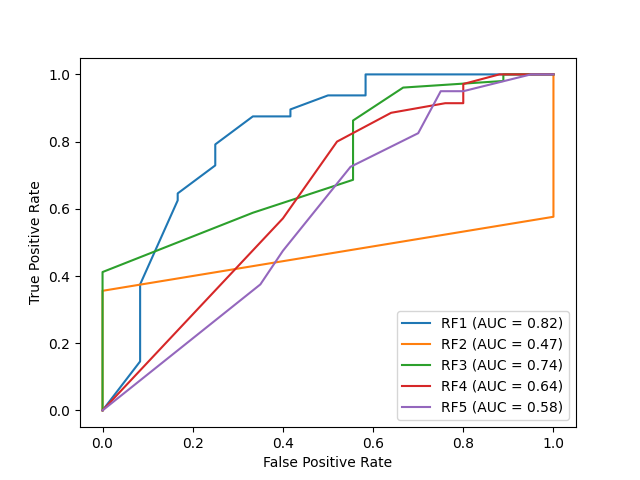 1.0
0.8
0.6
0.4
0.2
0.0
True Positive Rate
RF1 (AUC = 0.82)
RF2 (AUC = 0.47)
RF3 (AUC = 0.74)
RF4 (AUC = 0.64)
RF5 (AUC = 0.58)
0.0 0.2 0.4 0.6 0.8 1.0
False Positive Rate